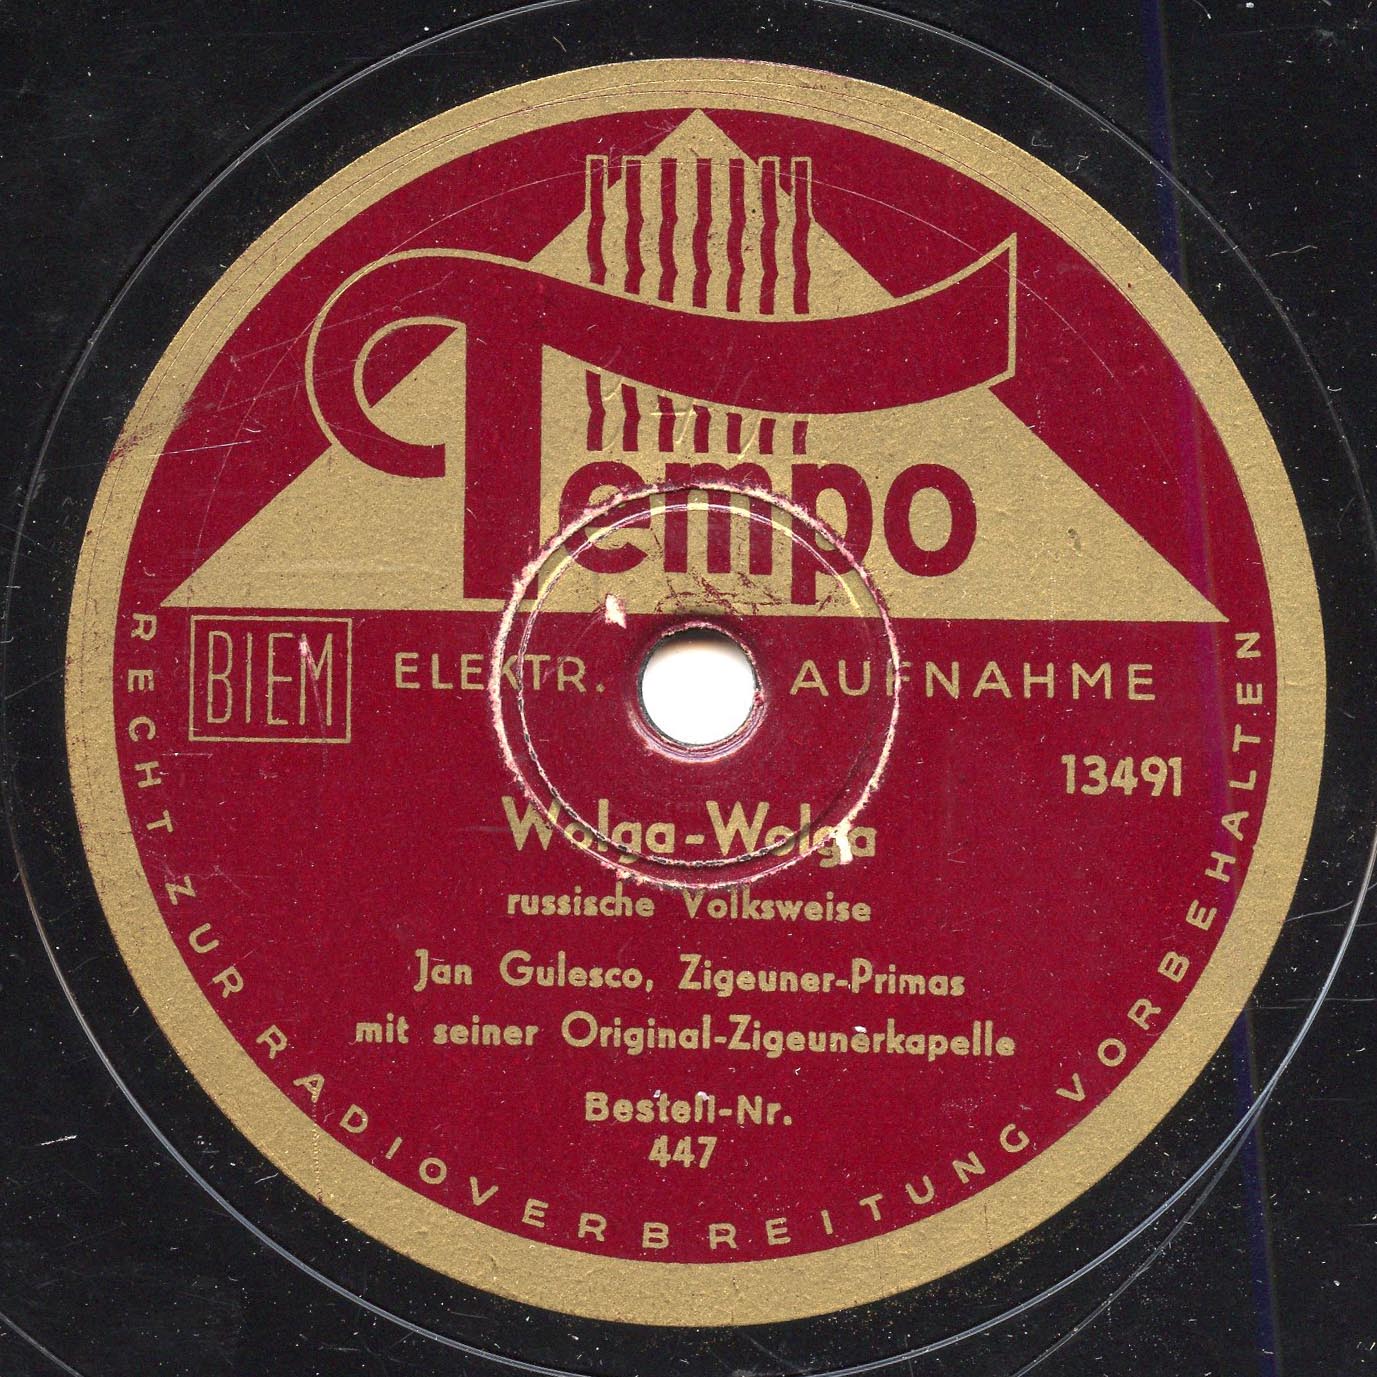 Tempo
BIEM
ELEKTR. AUFNAHME
13491
Wolga-Wolga
russische Volksweise
Jan Gulesco, Zigeuner-Primas
mit seiner Original-Zigeunerkapelle
Bestell-Nr.
447
RECHT ZUR RADIOVERBREITUNG VORBEHALTEN